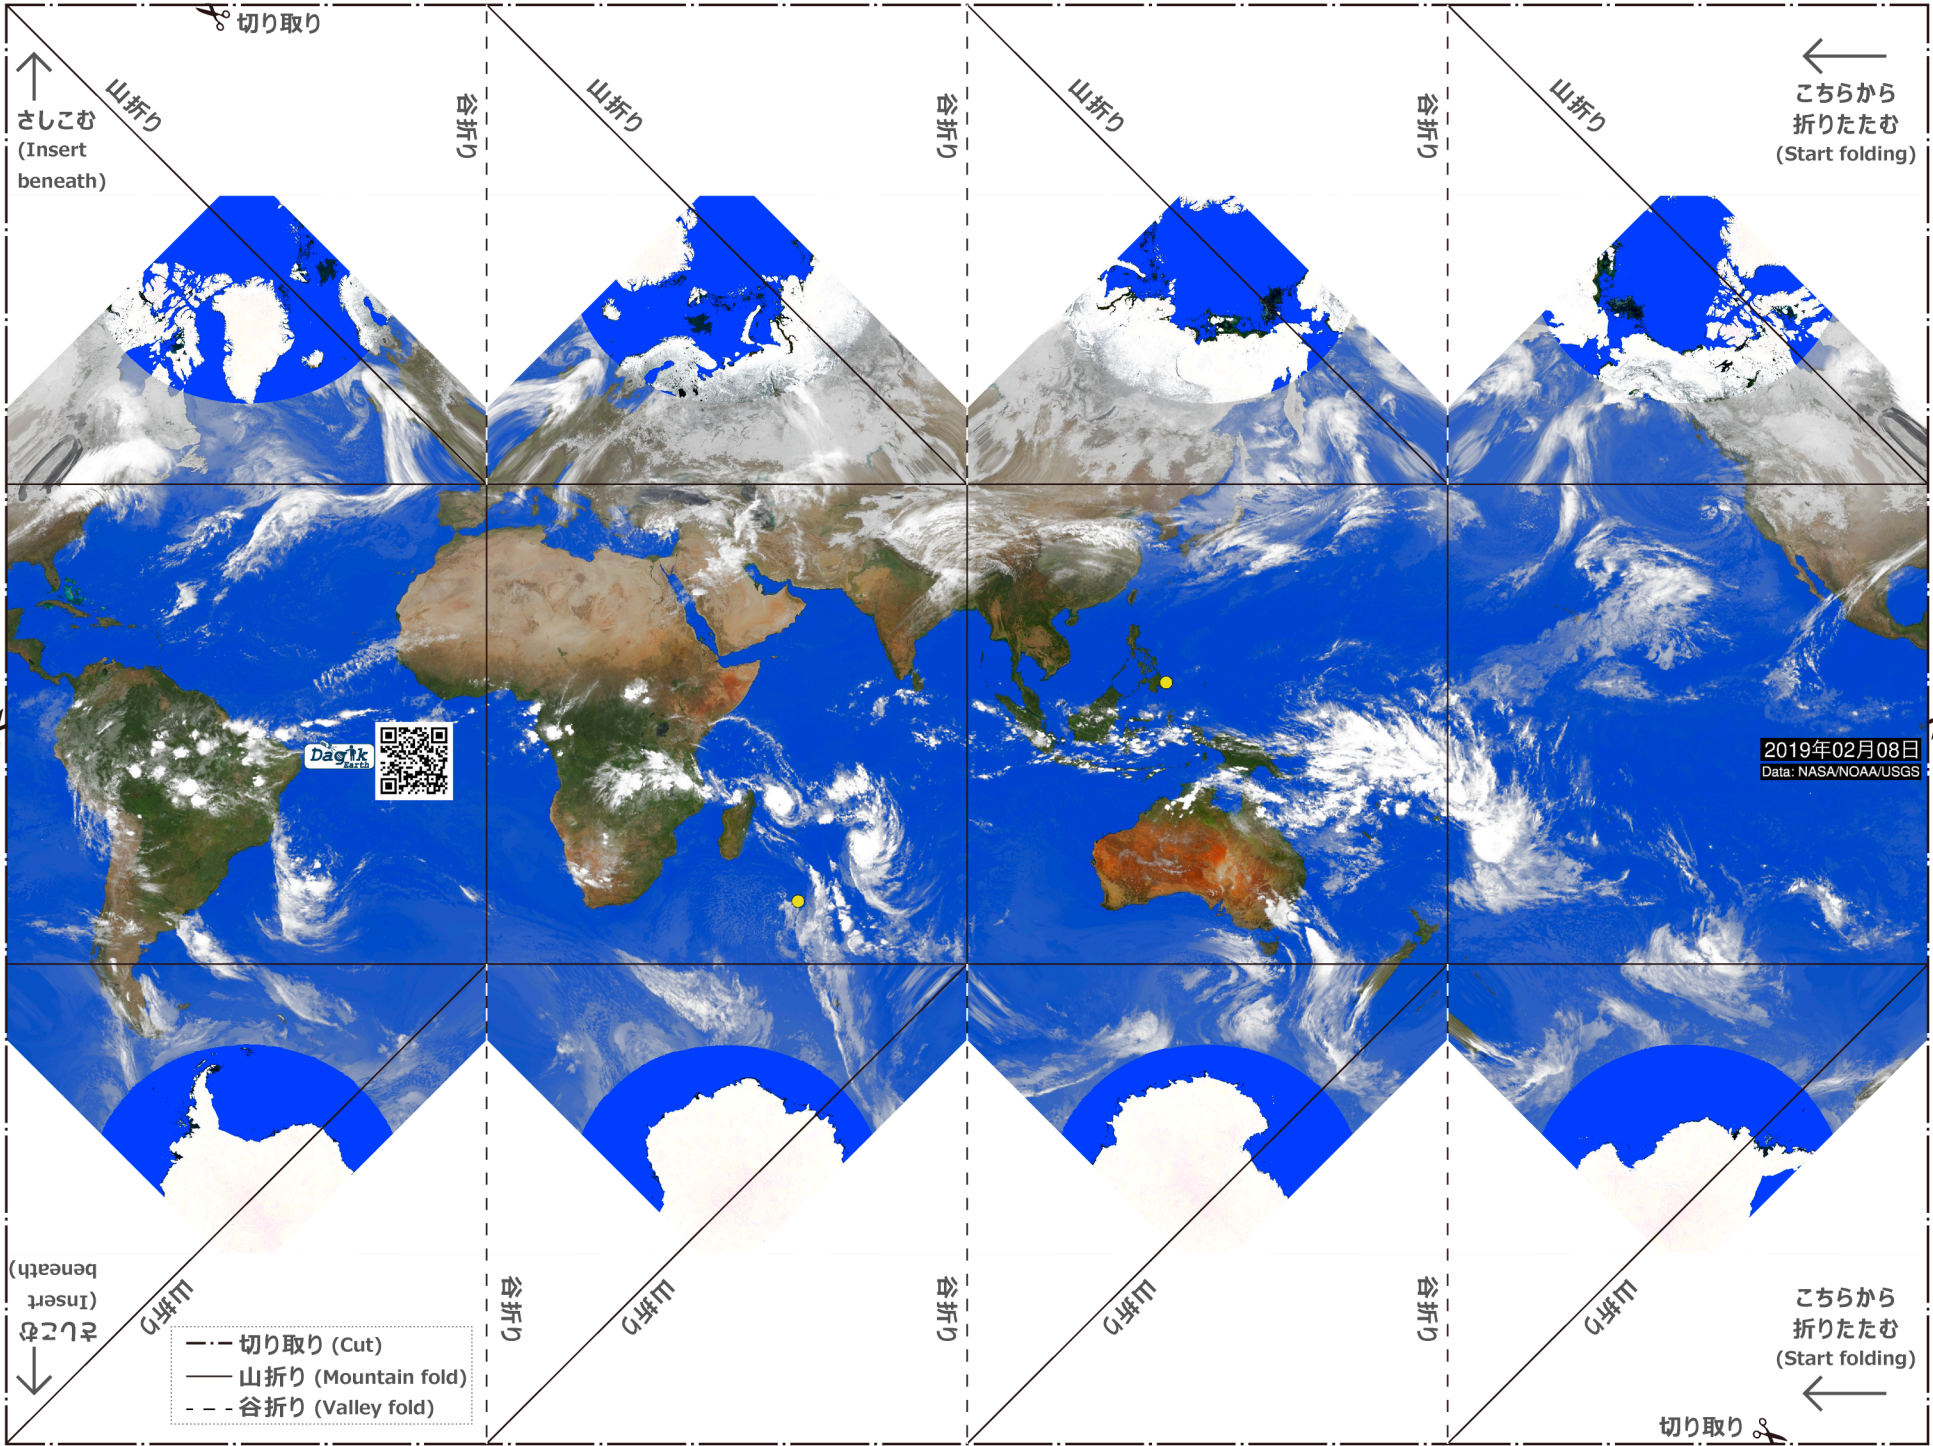 切り取り
山折り
谷折り
山折り
谷折り
山折り
谷折り
山折り
こちらから
折りたたむ
(Start folding)
さしこむ
(Insert
beneath)
Dagik
Earth
2019年02月08日
Data: NASA/NOAA/USGS
さしこむ
(Insert
beneath)
山折り
谷折り
山折り
谷折り
山折り
谷折り
山折り
こちらから
折りたたむ
(Start folding)
切り取り (Cut)
山折り (Mountain fold)
谷折り (Valley fold)
切り取り